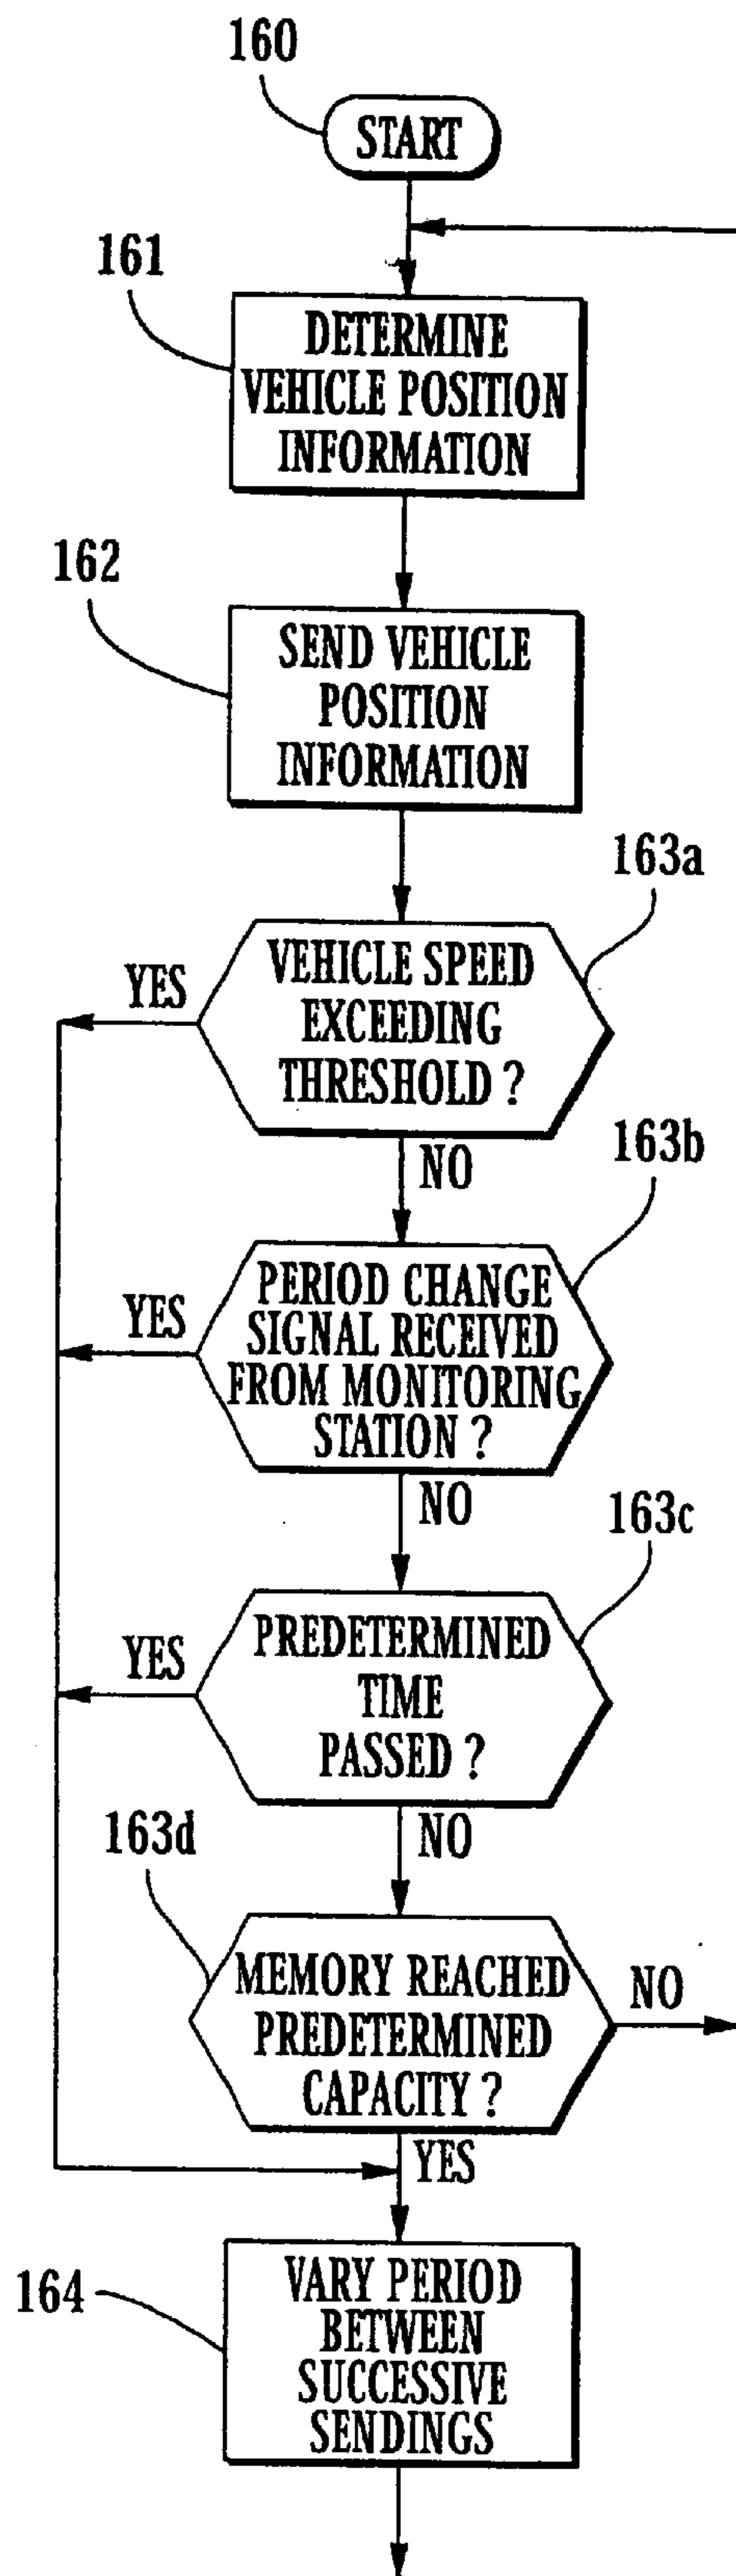 160
START
161
DETERMINE
VEHICLE POSITION
INFORMATION
162
SEND VEHICLE
POSITION
INFORMATION
163a
VEHICLE SPEED
EXCEEDING
THRESHOLD ?
YES
NO
163b
PERIOD CHANGE
SIGNAL RECEIVED
FROM MONITORING
STATION ?
YES
NO
163c
PREDETERMINED
TIME
PASSED ?
YES
NO
163d
MEMORY REACHED
PREDETERMINED
CAPACITY ?
NO
YES
164
VARY PERIOD
BETWEEN
SUCCESSIVE
SENDINGS